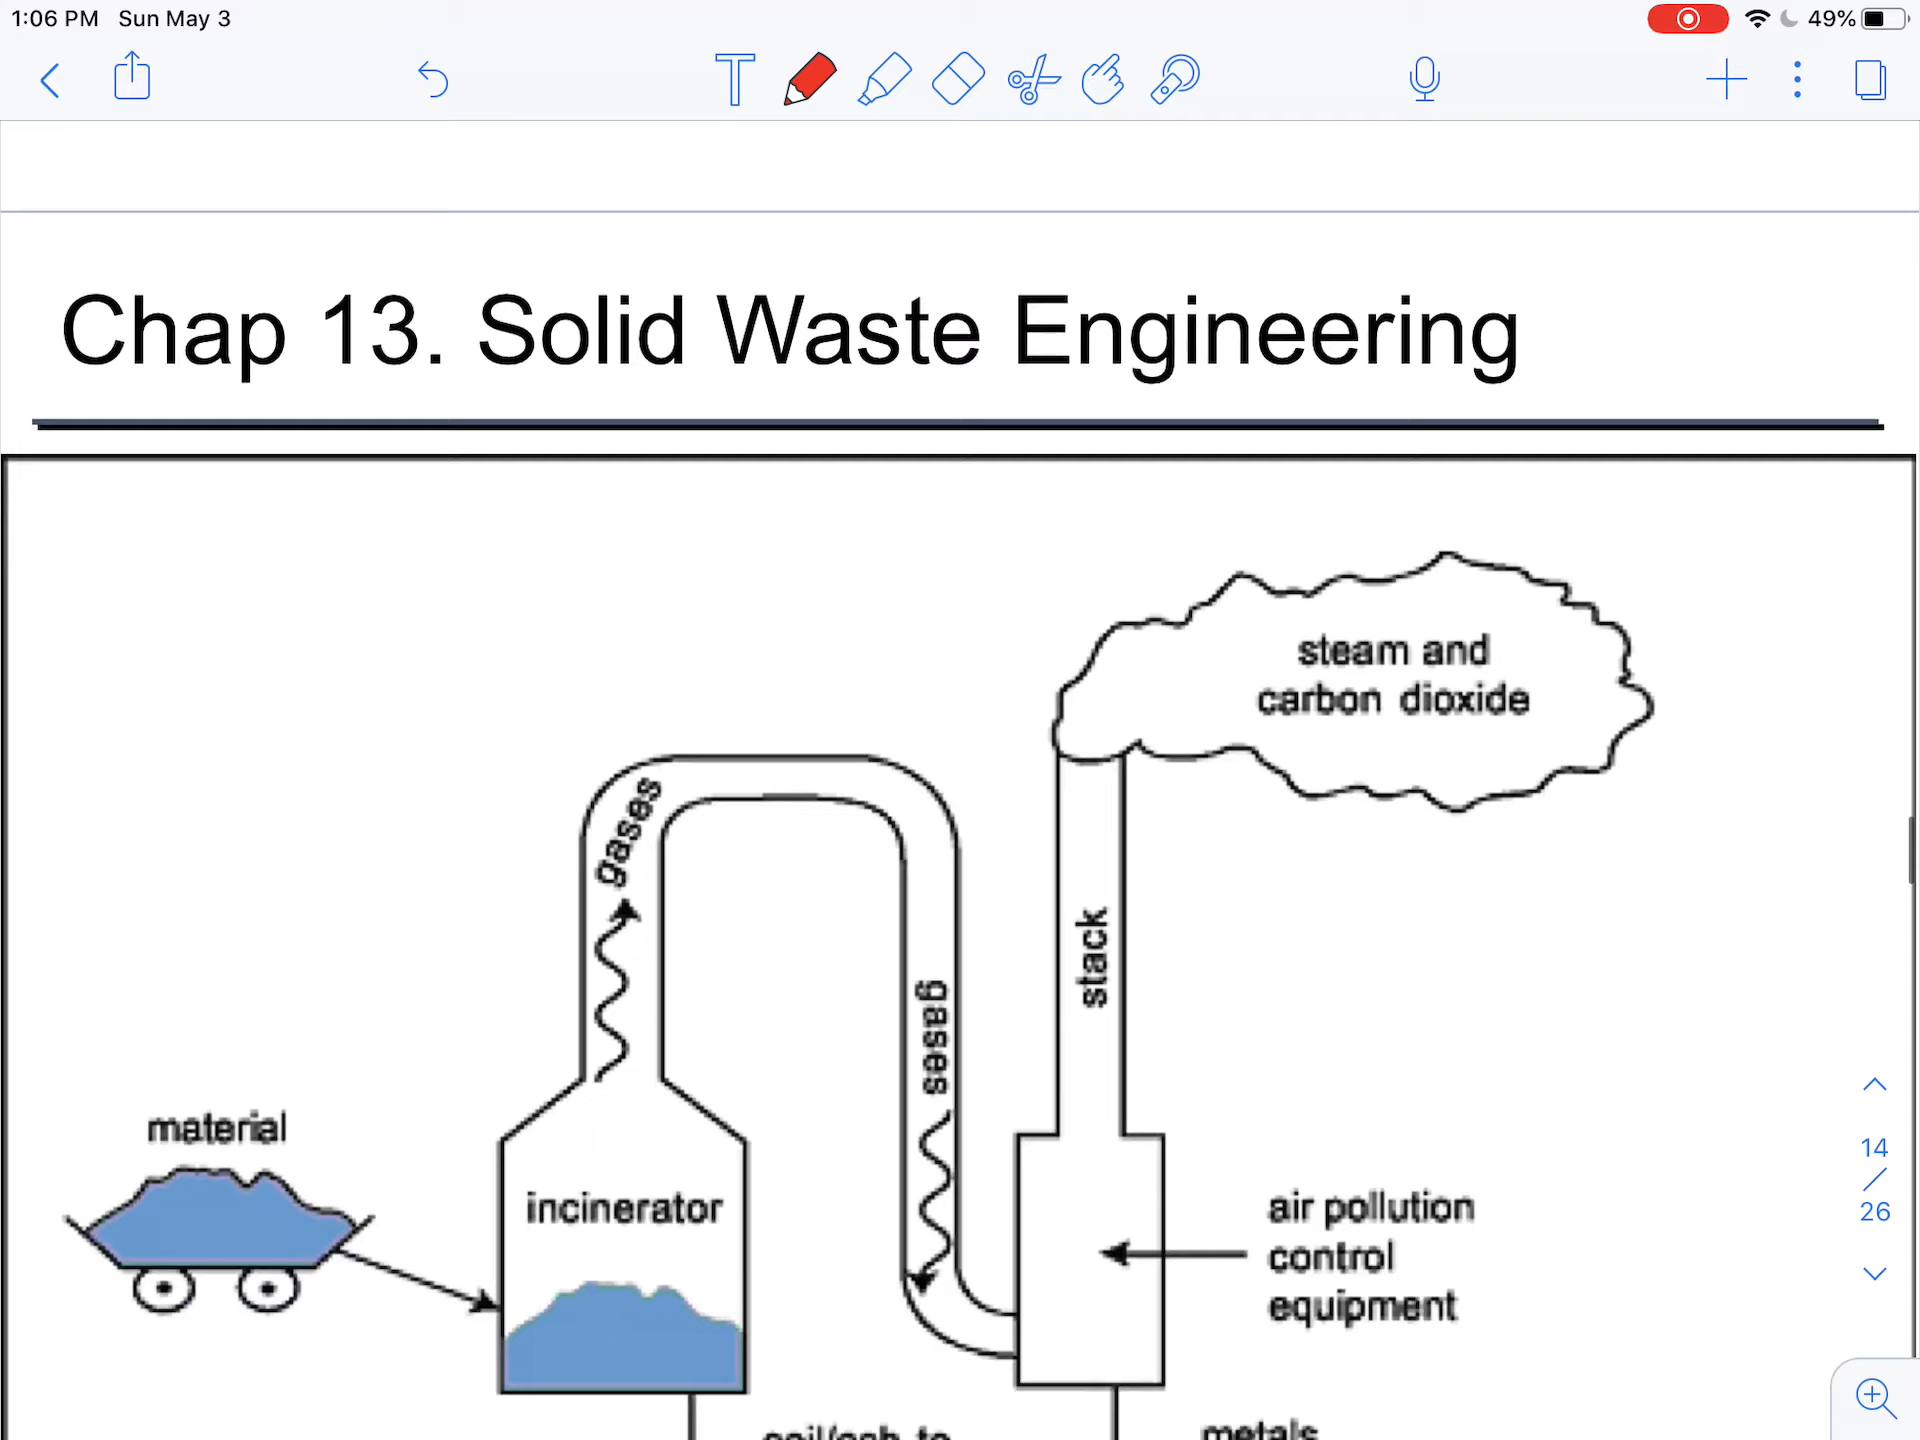 1:06 PM Sun May 3
49%
Chap 13. Solid Waste Engineering
steam and
carbon dioxide
gases
gases
stack
material
incinerator
air pollution
control
equipment
14
/
26
metals